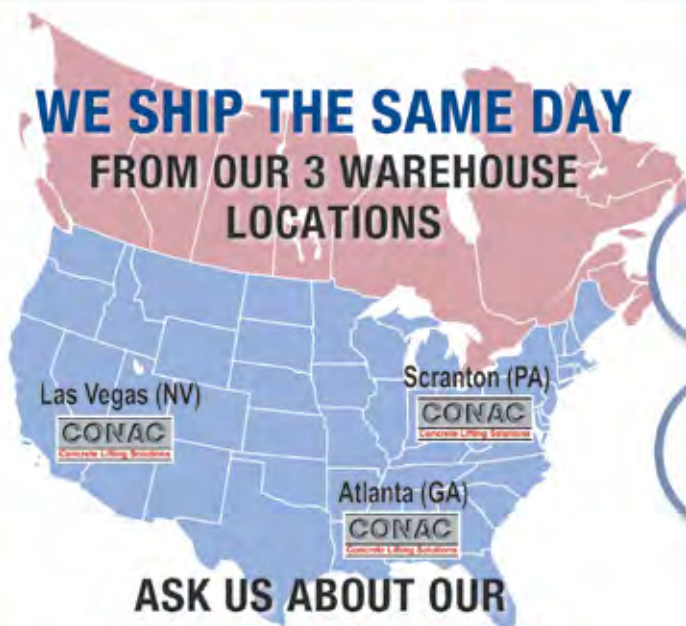 WE SHIP THE SAME DAY
FROM OUR 3 WAREHOUSE
LOCATIONS
Las Vegas (NV)
CONAC
Concrete Lifting Solutions
Scranton (PA)
CONAC
Concrete Lifting Solutions
Atlanta (GA)
CONAC
Concrete Lifting Solutions
ASK US ABOUT OUR